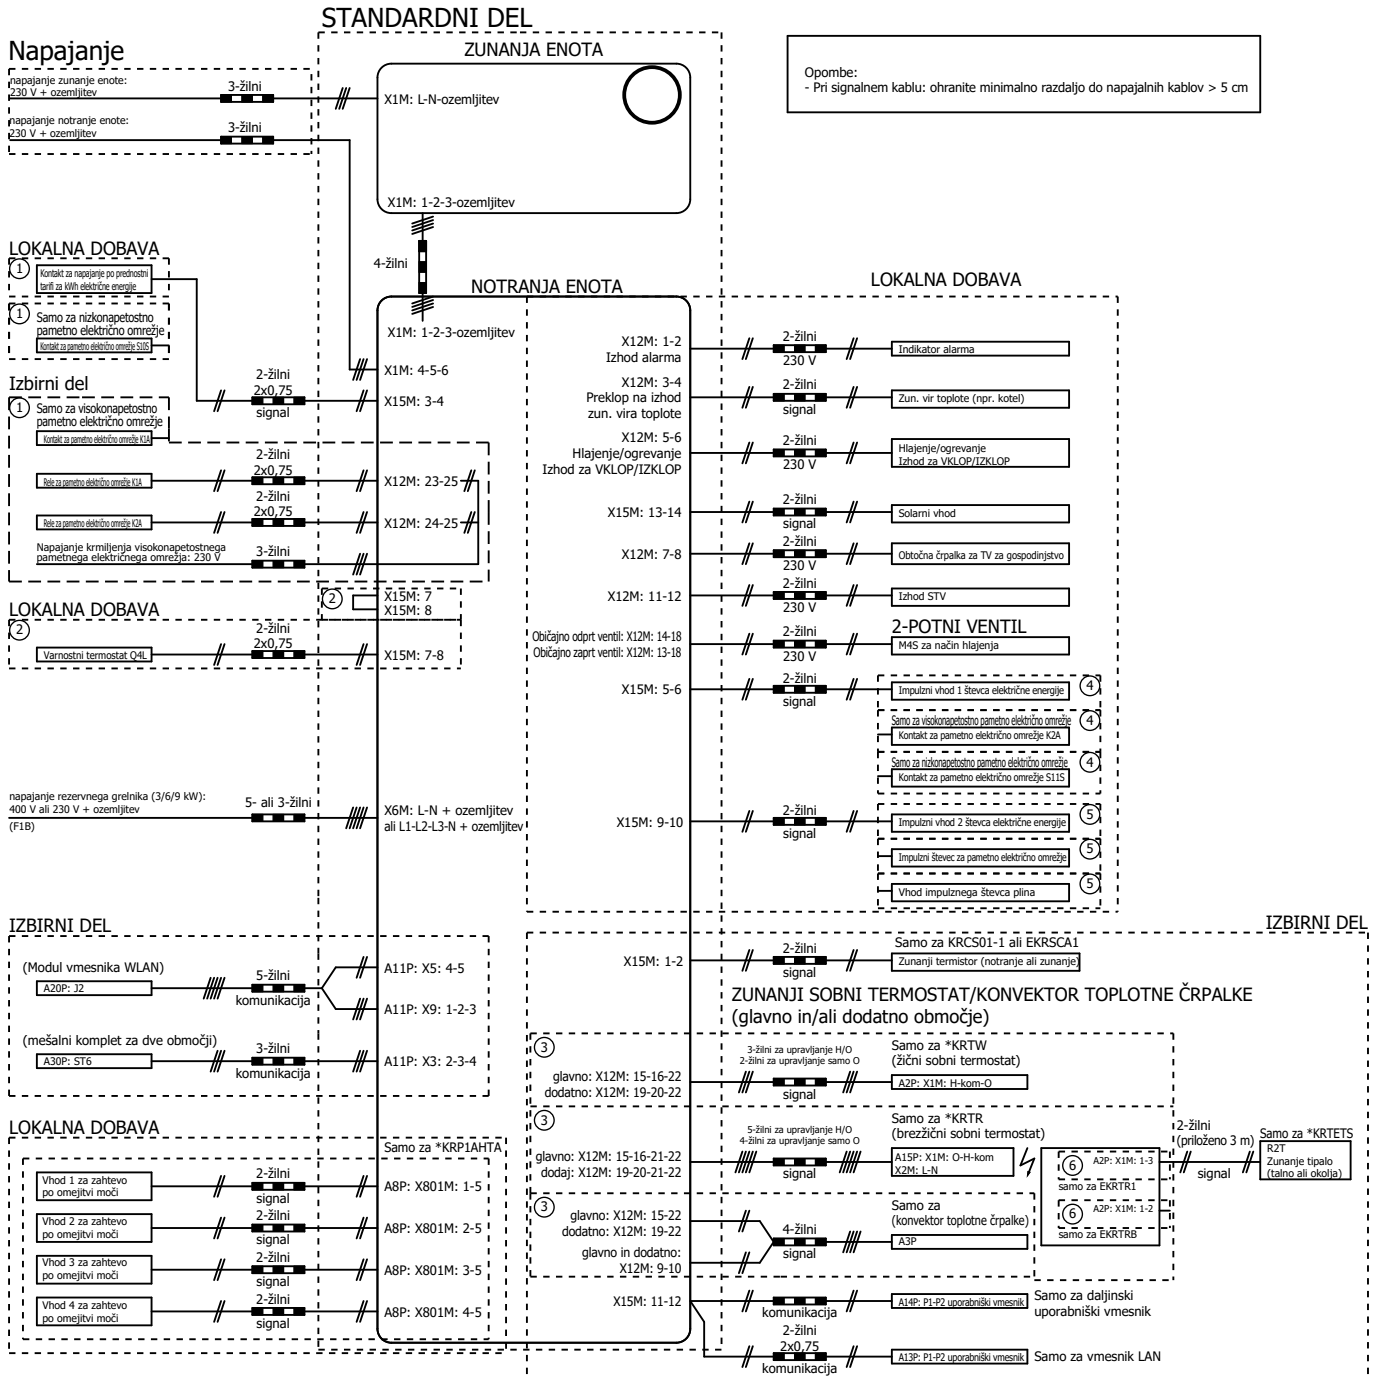 STANDARDNI DEL
Napajanje
napajanje zunanje enote:
230 V + ozemljitev
3-žilni
napajanje notranje enote:
230 V + ozemljitev
3-žilni
ZUNANJA ENOTA
X1M: L-N-ozemljitev
X1M: 1-2-3-ozemljitev
Opombe:
- Pri signalnem kablu: ohranite minimalno razdaljo do napajalnih kablov > 5 cm
4-žilni
NOTRANJA ENOTA
X1M: 1-2-3-ozemljitev
LOKALNA DOBAVA
1
Kontakt za napajanje po prednostni
tarifi za kWh električne energije
1
Samo za nizkonapetostno
pametno električno omrežje
Kontakt za pametno električno omrežje S10S
X1M: 4-5-6
Izbirni del
2-žilni
2x0,75
signal
X15M: 3-4
1
Samo za visokonapetostno
pametno električno omrežje
Kontakt za pametno električno omrežje K1A
Rele za pametno električno omrežje K1A
2-žilni
2x0,75
X12M: 23-25
Rele za pametno električno omrežje K2A
2-žilni
2x0,75
X12M: 24-25
Napajanje krmiljenja visokonapetostnega
pametnega električnega omrežja: 230 V
3-žilni
2
X15M: 7
X15M: 8
LOKALNA DOBAVA
2
Varnostni termostat Q4L
2-žilni
2x0,75
X15M: 7-8
napajanje rezervnega grelnika (3/6/9 kW):
400 V ali 230 V + ozemljitev
(F1B)
5- ali 3-žilni
X6M: L-N + ozemljitev
ali L1-L2-L3-N + ozemljitev
IZBIRNI DEL
(Modul vmesnika WLAN)
A20P: J2
5-žilni
komunikacija
A11P: X5: 4-5
A11P: X9: 1-2-3
(mešalni komplet za dve območji)
A30P: ST6
3-žilni
komunikacija
A11P: X3: 2-3-4
LOKALNA DOBAVA
Samo za *KRP1AHTA
Vhod 1 za zahtevo
po omejitvi moči
2-žilni
signal
A8P: X801M: 1-5
Vhod 2 za zahtevo
po omejitvi moči
2-žilni
signal
A8P: X801M: 2-5
Vhod 3 za zahtevo
po omejitvi moči
2-žilni
signal
A8P: X801M: 3-5
Vhod 4 za zahtevo
po omejitvi moči
2-žilni
signal
A8P: X801M: 4-5
LOKALNA DOBAVA
X12M: 1-2
Izhod alarma
2-žilni
230 V
Indikator alarma
X12M: 3-4
Preklop na izhod
zun. vira toplote
2-žilni
signal
Zun. vir toplote (npr. kotel)
X12M: 5-6
Hlajenje/ogrevanje
Izhod za VKLOP/IZKLOP
2-žilni
230 V
Hlajenje/ogrevanje
Izhod za VKLOP/IZKLOP
X15M: 13-14
2-žilni
signal
Solarni vhod
X12M: 7-8
2-žilni
230 V
Obtočna črpalka za TV za gospodinjstvo
X12M: 11-12
2-žilni
230 V
Izhod STV
2-POTNI VENTIL
Običajno odprt ventil: X12M: 14-18
Običajno zaprt ventil: X12M: 13-18
2-žilni
230 V
M4S za način hlajenja
X15M: 5-6
2-žilni
signal
Impulzni vhod 1 števca električne energije
4
Samo za visokonapetostno pametno električno omrežje
Kontakt za pametno električno omrežje K2A
4
Samo za nizkonapetostno pametno električno omrežje
Kontakt za pametno električno omrežje S11S
4
X15M: 9-10
2-žilni
signal
Impulzni vhod 2 števca električne energije
5
Impulzni števec za pametno električno omrežje
5
Vhod impulznega števca plina
5
IZBIRNI DEL
X15M: 1-2
2-žilni
signal
Samo za KRCS01-1 ali EKRSCA1
Zunanji termistor (notranje ali zunanje)
ZUNANJI SOBNI TERMOSTAT/KONVEKTOR TOPLOTNE ČRPALKE
(glavno in/ali dodatno območje)
3
glavno: X12M: 15-16-22
dodatno: X12M: 19-20-22
3-žilni za upravljanje H/O
2-žilni za upravljanje samo O
signal
Samo za *KRTW
(žični sobni termostat)
A2P: X1M: H-kom-O
3
glavno: X12M: 15-16-21-22
dodaj: X12M: 19-20-21-22
5-žilni za upravljanje H/O
4-žilni za upravljanje samo O
signal
Samo za *KRTR
(brezžični sobni termostat)
A15P: X1M: O-H-kom
X2M: L-N
6
A2P: X1M: 1-3
samo za EKRTR1
6
A2P: X1M: 1-2
samo za EKRTRB
2-žilni
(priloženo 3 m)
signal
Samo za *KRTETS
R2T
Zunanje tipalo
(talno ali okolja)
3
glavno: X12M: 15-22
dodatno: X12M: 19-22
glavno in dodatno:
X12M: 9-10
4-žilni
signal
Samo za
(konvektor toplotne črpalke)
A3P
X15M: 11-12
komunikacija
A14P: P1-P2 uporabniški vmesnik
Samo za daljinski
uporabniški vmesnik
2-žilni
2x0,75
komunikacija
A13P: P1-P2 uporabniški vmesnik
Samo za vmesnik LAN